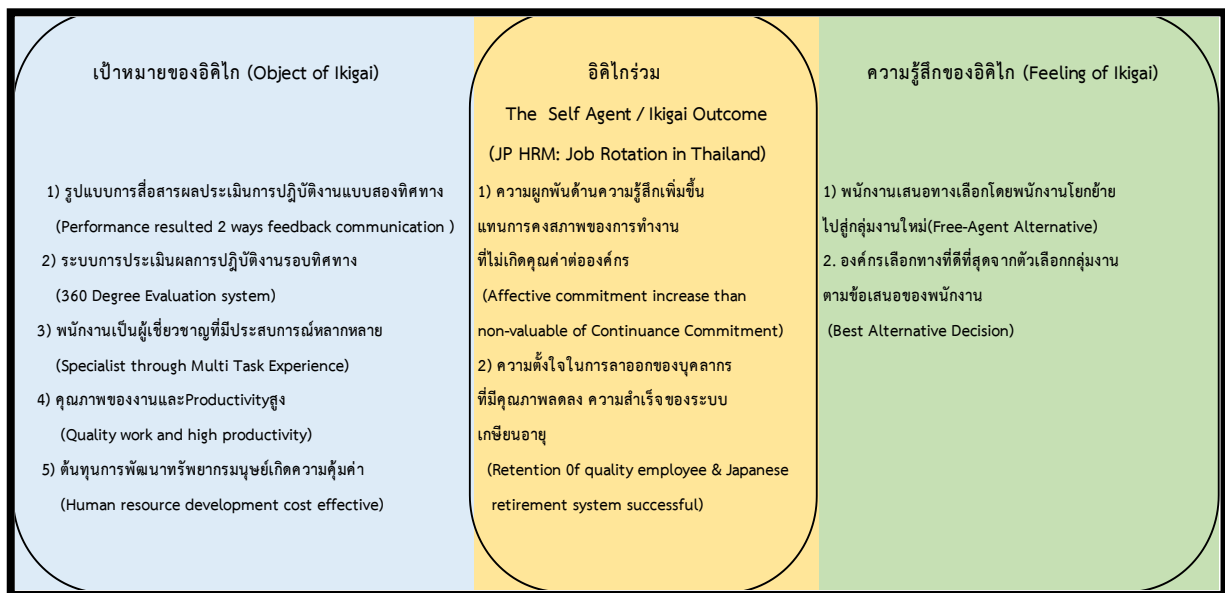 เป้าหมายของอิคิไก (Object of Ikigai)
1) รูปแบบการสื่อสารผลประเมินการปฎิบัติงานแบบสองทิศทาง
(Performance resulted 2 ways feedback communication )
2) ระบบการประเมินผลการปฎิบัติงานรอบทิศทาง
(360 Degree Evaluation system)
3) พนักงานเป็นผู้เชี่ยวชาญที่มีประสบการณ์หลากหลาย
(Specialist through Multi Task Experience)
4) คุณภาพของงานและProductivityสูง
(Quality work and high productivity)
5) ต้นทุนการพัฒนาทรัพยากรมนุษย์เกิดความคุ้มค่า
(Human resource development cost effective)
อิคิไกร่วม
The Self Agent / Ikigai Outcome
(JP HRM: Job Rotation in Thailand)
1) ความผูกพันด้านความรู้สึกเพิ่มขึ้น
แทนการคงสภาพของการทำงาน
ที่ไม่เกิดคุณค่าต่อองค์กร
(Affective commitment increase than
non-valuable of Continuance Commitment)
2) ความตั้งใจในการลาออกของบุคลากร
ที่มีคุณภาพลดลง ความสำเร็จของระบบ
เกษียนอายุ
(Retention 0f quality employee & Japanese
retirement system successful)
ความรู้สึกของอิคิไก (Feeling of Ikigai)
1) พนักงานเสนอทางเลือกโดยพนักงานโยกย้าย
ไปสู่กลุ่มงานใหม่(Free-Agent Alternative)
2. องค์กรเลือกทางที่ดีที่สุดจากตัวเลือกกลุ่มงาน
ตามข้อเสนอของพนักงาน
(Best Alternative Decision)